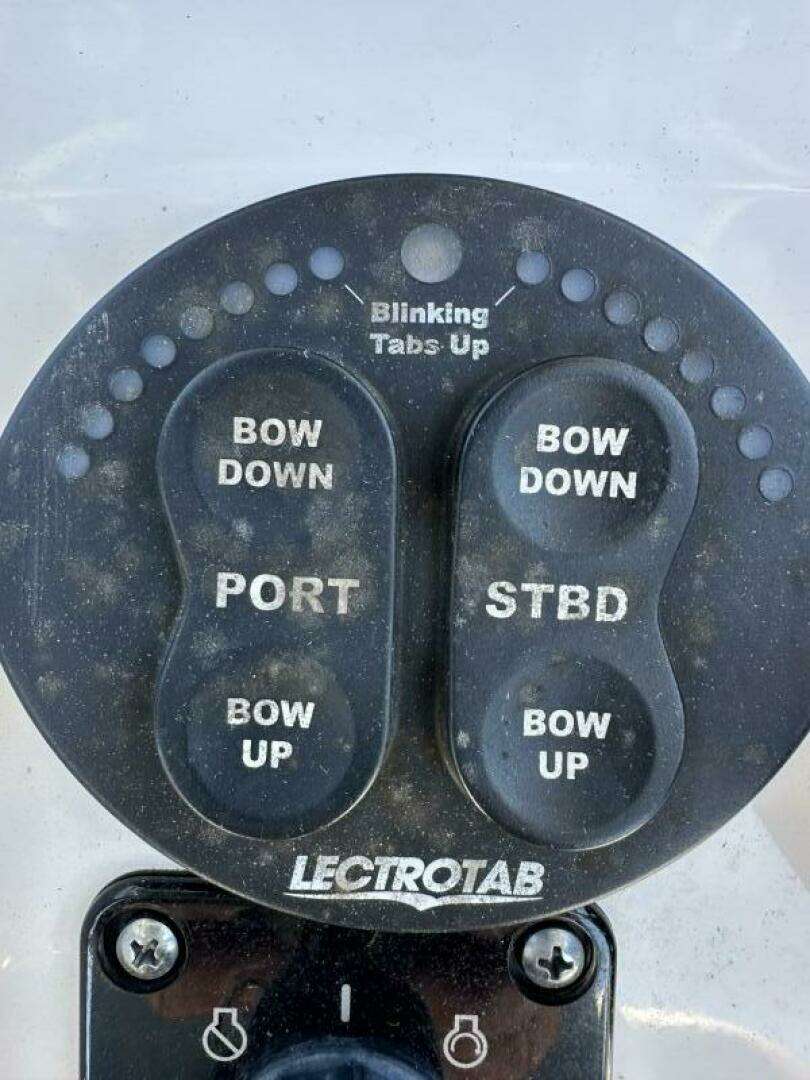 Blinking
Tabs Up
BOW
DOWN
PORT
BOW
UP
BOW
DOWN
STBD
BOW
UP
LECTROTAB